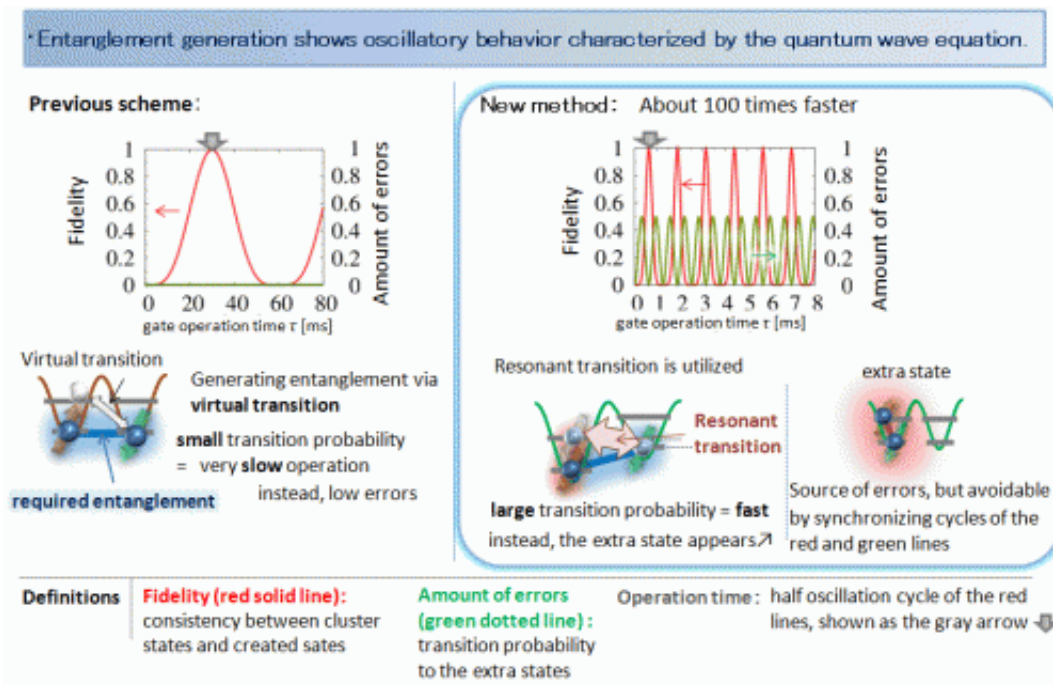 ・Entanglement generation shows oscillatory behavior characterized by the quantum wave equation.
Previous scheme:
1
0.8
0.6
0.4
0.2
0
Fidelity
1
0.8
0.6
0.4
0.2
0
Amount of errors
0 20 40 60 80
gate operation time τ [ms]
Virtual transition
Generating entanglement via
virtual transition
small transition probability
= very slow operation
instead, low errors
required entanglement
New method: About 100 times faster
1
0.8
0.6
0.4
0.2
0
Fidelity
1
0.8
0.6
0.4
0.2
0
Amount of errors
0 1 2 3 4 5 6 7 8
gate operation time τ [ms]
Resonant transition is utilized
Resonant
transition
large transition probability = fast
instead, the extra state appears↗
extra state
Source of errors, but avoidable
by synchronizing cycles of the
red and green lines
Definitions
Fidelity (red solid line):
consistency between cluster
states and created sates
Amount of errors
(green dotted line):
transition probability
to the extra states
Operation time: half oscillation cycle of the red
lines, shown as the gray arrow